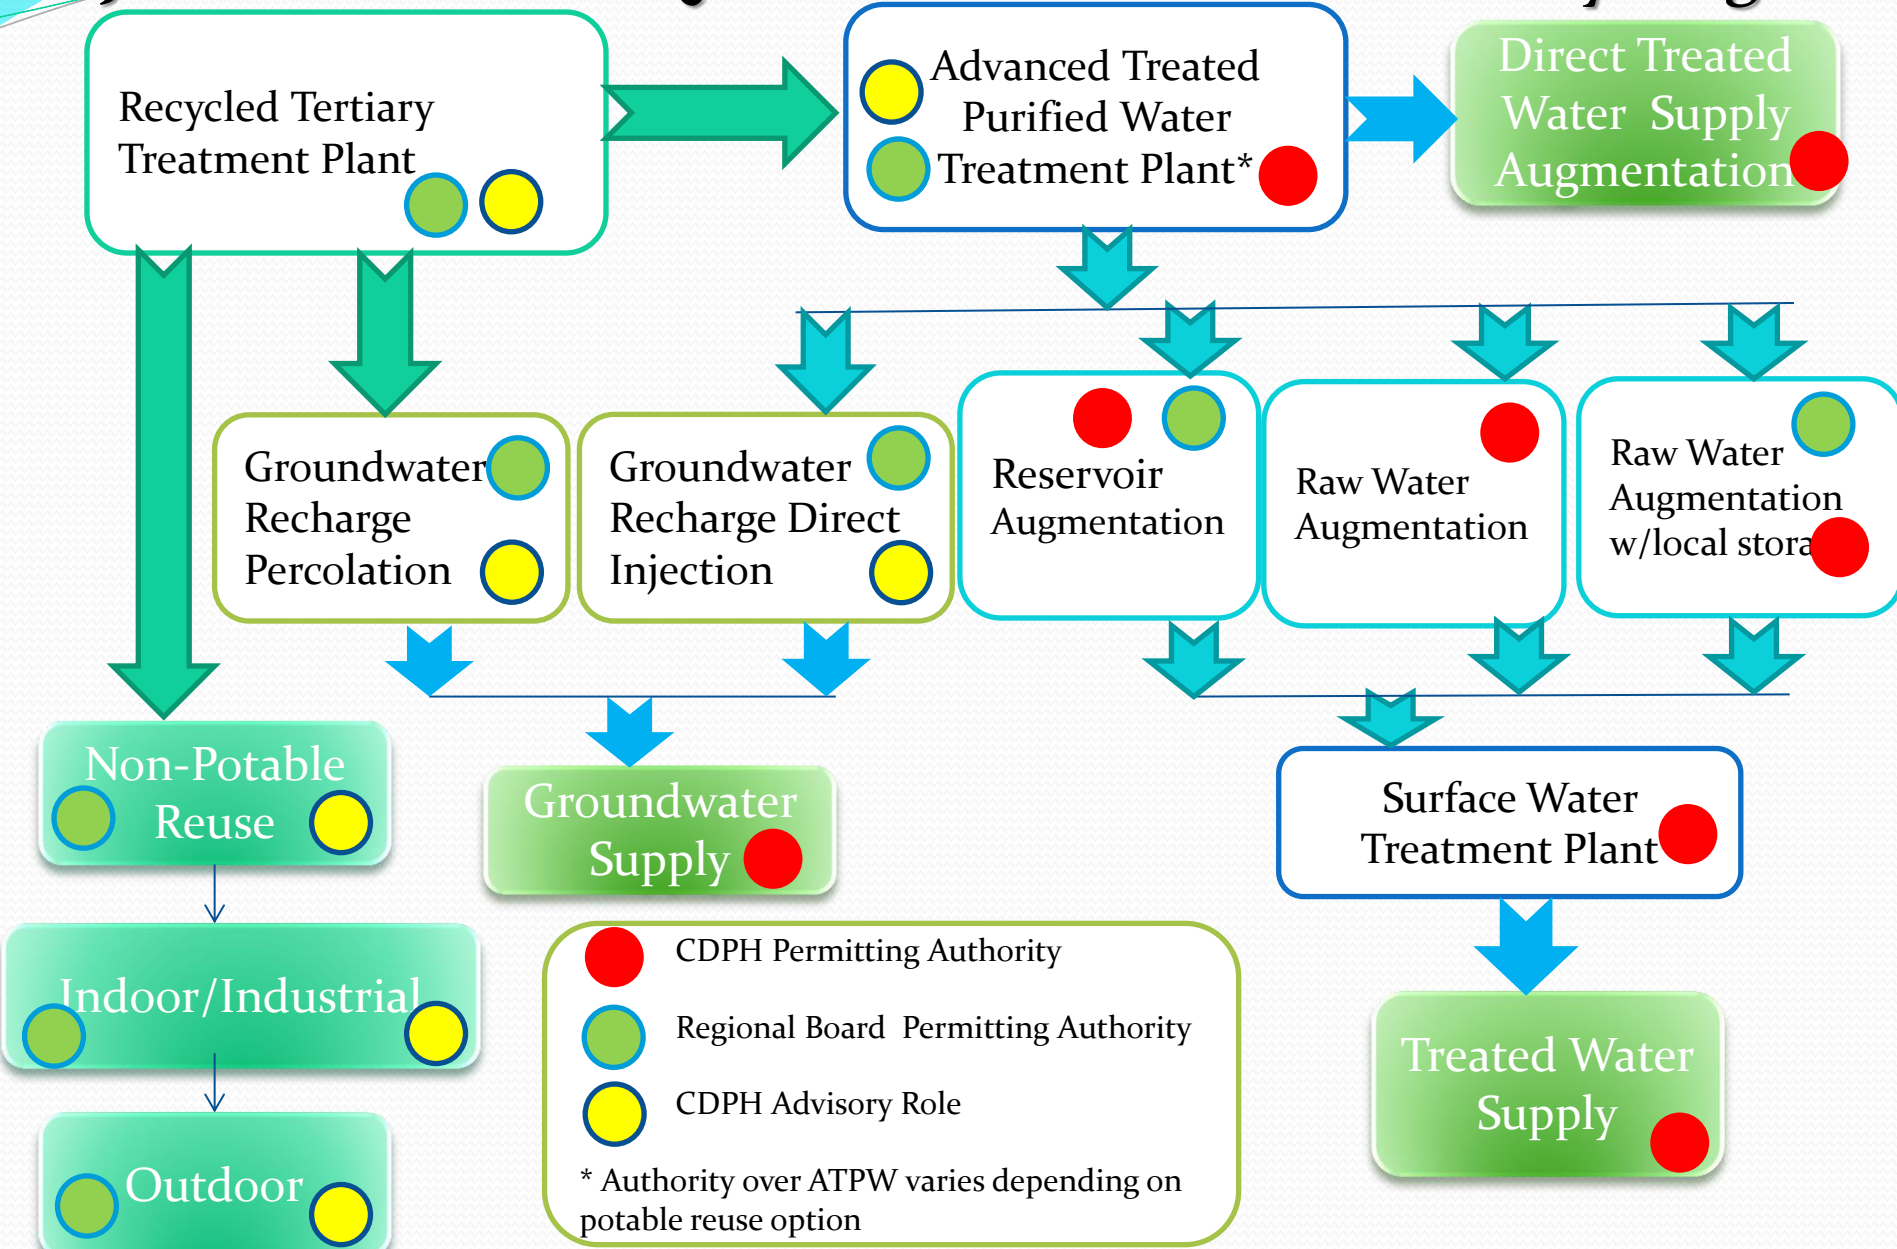 Recycled Tertiary
Treatment Plant
Advanced Treated
Purified Water
Treatment Plant*
Direct Treated
Water Supply
Augmentation
Groundwater
Recharge
Percolation
Groundwater
Recharge Direct
Injection
Reservoir
Augmentation
Raw Water
Augmentation
Raw Water
Augmentation
w/local stora
Non-Potable
Reuse
Groundwater
Supply
Surface Water
Treatment Plant
Indoor/Industrial
Outdoor
CDPH Permitting Authority
Regional Board Permitting Authority
CDPH Advisory Role
* Authority over ATPW varies depending on
potable reuse option
Treated Water
Supply